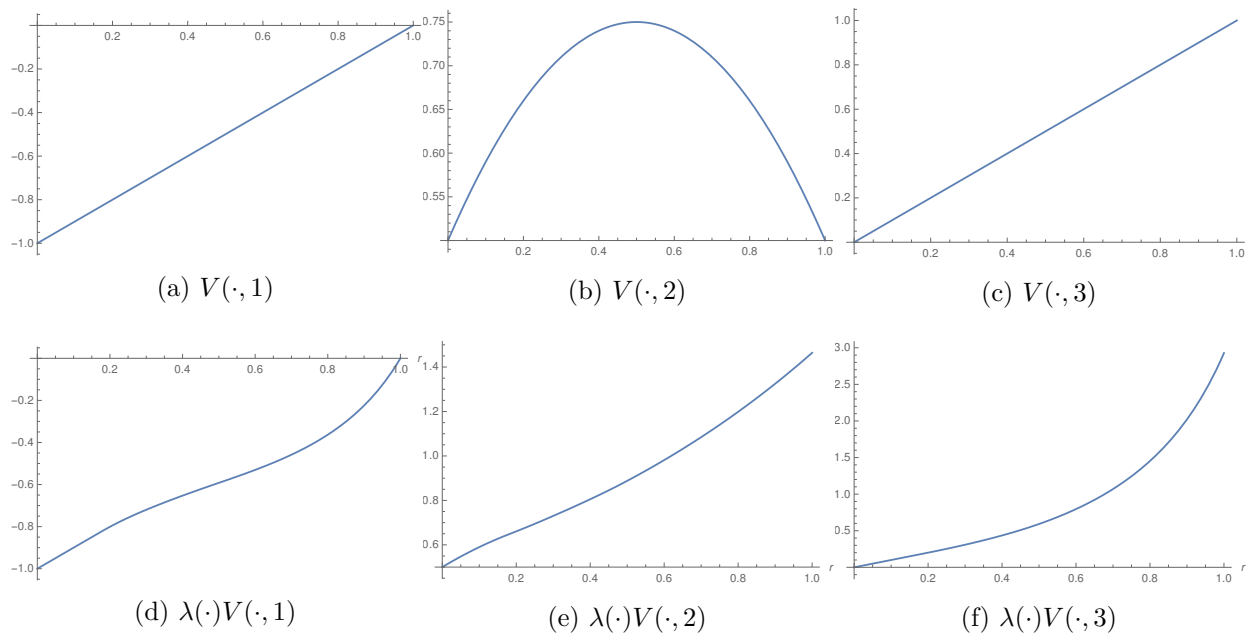 0.2 0.4 0.6 0.8 1.0
−0.2
−0.4
−0.6
−0.8
−1.0
(a) V(·, 1)
0.75
0.70
0.65
0.60
0.55
0.2 0.4 0.6 0.8 1.0
(b) V(·, 2)
1.0
0.8
0.6
0.4
0.2
0.2 0.4 0.6 0.8 1.0
(c) V(·, 3)
0.2 0.4 0.6 0.8 1.0 r
−0.2
−0.4
−0.6
−0.8
−1.0
(d) λ(·)V(·, 1)
1.4
1.2
1.0
0.8
0.6
0.2 0.4 0.6 0.8 1.0 r
(e) λ(·)V(·, 2)
3.0
2.5
2.0
1.5
1.0
0.5
0.2 0.4 0.6 0.8 1.0 r
(f) λ(·)V(·, 3)